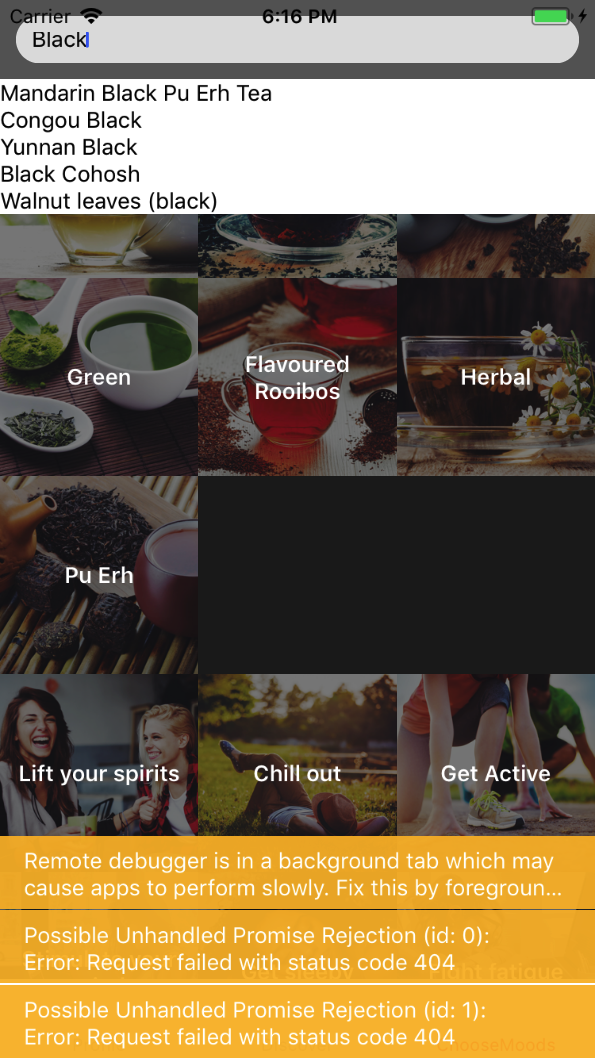 Carrier 6:16 PM
Black
Mandarin Black Pu Erh Tea
Congou Black
Yunnan Black
Black Cohosh
Walnut leaves (black)
Green
Flavoured
Rooibos
Herbal
Pu Erh
Lift your spirits
Chill out
Get Active
Remote debugger is in a background tab which may
cause apps to perform slowly. Fix this by foregroun...
Possible Unhandled Promise Rejection (id: 0):
Error: Request failed with status code 404
Get sleepy
Fight fatigue
Possible Unhandled Promise Rejection (id: 1):
Error: Request failed with status code 404
ChooseMoods